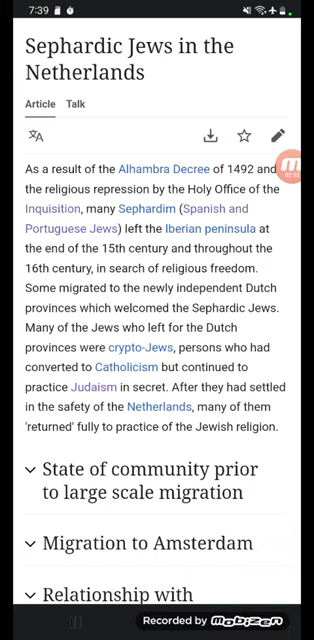 7:39
Sephardic Jews in the
Netherlands
Article Talk
As a result of the Alhambra Decree of 1492 and
the religious repression by the Holy Office of the
Inquisition, many Sephardim (Spanish and
Portuguese Jews) left the Iberian peninsula at
the end of the 15th century and throughout the
16th century, in search of religious freedom.
Some migrated to the newly independent Dutch
provinces which welcomed the Sephardic Jews.
Many of the Jews who left for the Dutch
provinces were crypto-Jews, persons who had
converted to Catholicism but continued to
practice Judaism in secret. After they had settled
in the safety of the Netherlands, many of them
'returned' fully to practice of the Jewish religion.
State of community prior
to large scale migration
Migration to Amsterdam
Relationship with
Recorded by Mobizen